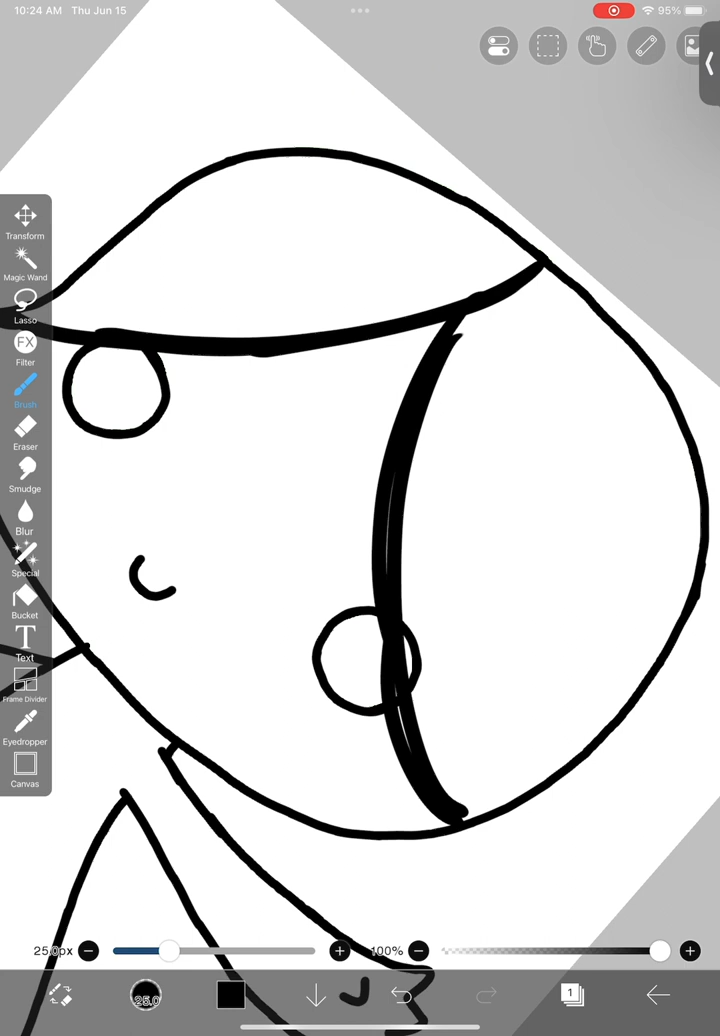 10:24 AM Thu Jun 15
95%
Transform
Magic Wand
Lasso
FX
Filter
Brush
Eraser
Smudge
Blur
Special
Bucket
T
Text
Frame Divider
Eyedropper
Canvas
25.0px
100%
25.0
1